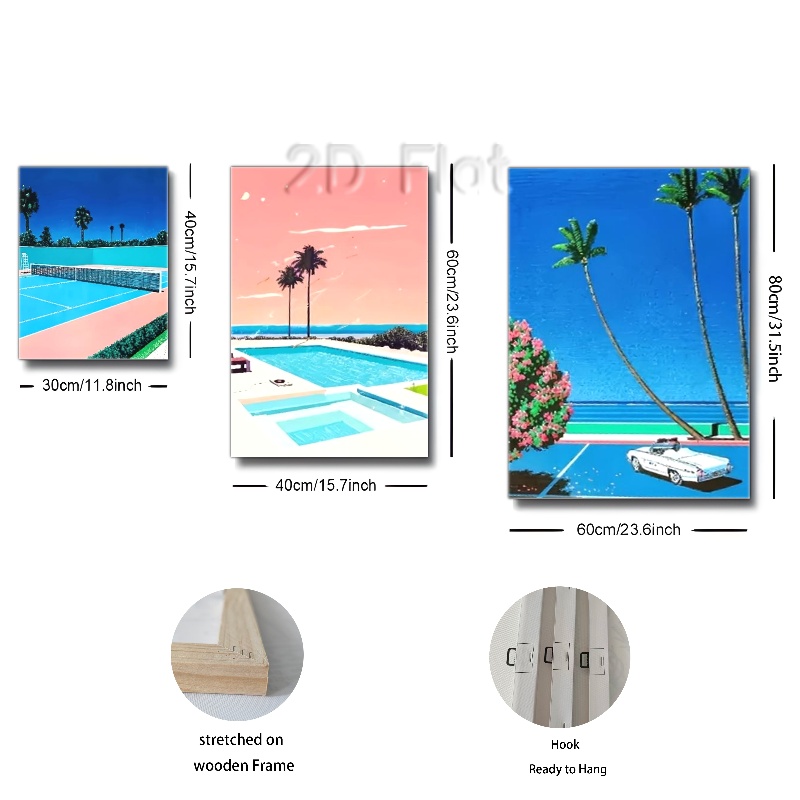 2D Flat
40cm/15.7inch
30cm/11.8inch
60cm/23.6inch
40cm/15.7inch
80cm/31.5inch
60cm/23.6inch
stretched on
wooden Frame
Hook
Ready to Hang